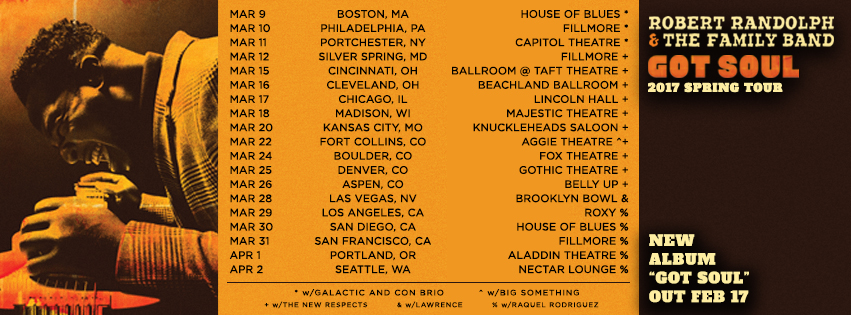 MAR 9 BOSTON, MA HOUSE OF BLUES *
MAR 10 PHILADELPHIA, PA FILLMORE *
MAR 11 PORTCHESTER, NY CAPITOL THEATRE *
MAR 12 SILVER SPRING, MD FILLMORE +
MAR 15 CINCINNATI, OH BALLROOM @ TAFT THEATRE +
MAR 16 CLEVELAND, OH BEACHLAND BALLROOM +
MAR 17 CHICAGO, IL LINCOLN HALL +
MAR 18 MADISON, WI MAJESTIC THEATRE +
MAR 20 KANSAS CITY, MO KNUCKLEHEADS SALOON +
MAR 22 FORT COLLINS, CO AGGIE THEATRE ^+
MAR 24 BOULDER, CO FOX THEATRE +
MAR 25 DENVER, CO GOTHIC THEATRE +
MAR 26 ASPEN, CO BELLY UP +
MAR 28 LAS VEGAS, NV BROOKLYN BOWL &
MAR 29 LOS ANGELES, CA ROXY %
MAR 30 SAN DIEGO, CA HOUSE OF BLUES %
MAR 31 SAN FRANCISCO, CA FILLMORE %
APR 1 PORTLAND, OR ALADDIN THEATRE %
APR 2 SEATTLE, WA NECTAR LOUNGE %
* w/GALACTIC AND CON BRIO ^ w/BIG SOMETHING
+ w/THE NEW RESPECTS & w/LAWRENCE % w/RAQUEL RODRIGUEZ
ROBERT RANDOLPH
& THE FAMILY BAND
GOT SOUL
2017 SPRING TOUR
NEW
ALBUM
"GOT SOUL"
OUT FEB 17